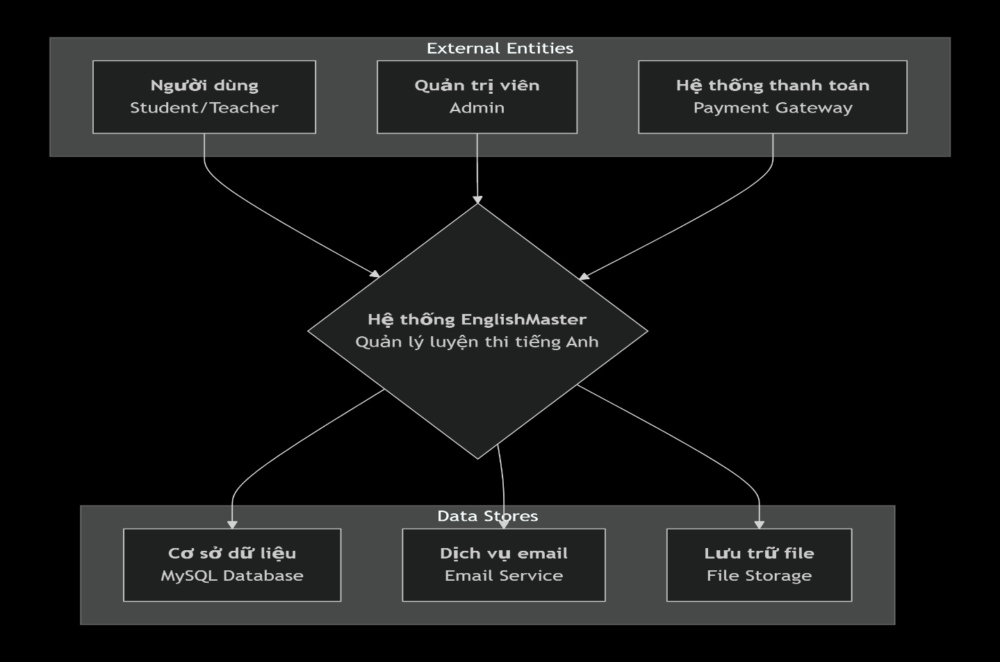 External Entities
Người dùng
Student/Teacher
Quản trị viên
Admin
Hệ thống thanh toán
Payment Gateway
Hệ thống EnglishMaster
Quản lý luyện thi tiếng Anh
Data Stores
Cơ sở dữ liệu
MySQL Database
Dịch vụ email
Email Service
Lưu trữ file
File Storage